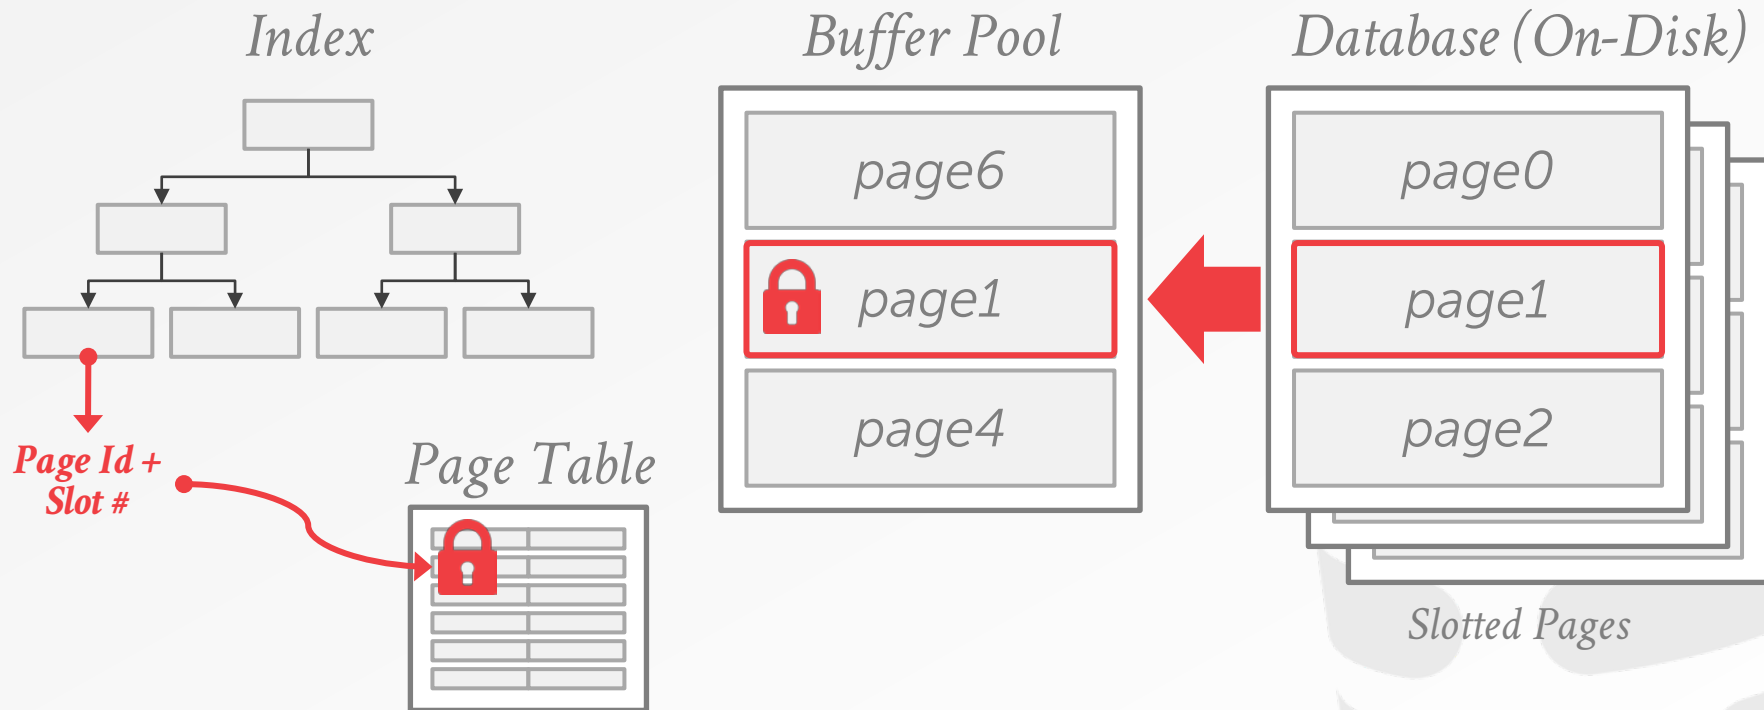 Index
Buffer Pool
Database (On-Disk)
page6
page0
page1
page1
page4
page2
Page Id +
Slot #
Page Table
Slotted Pages